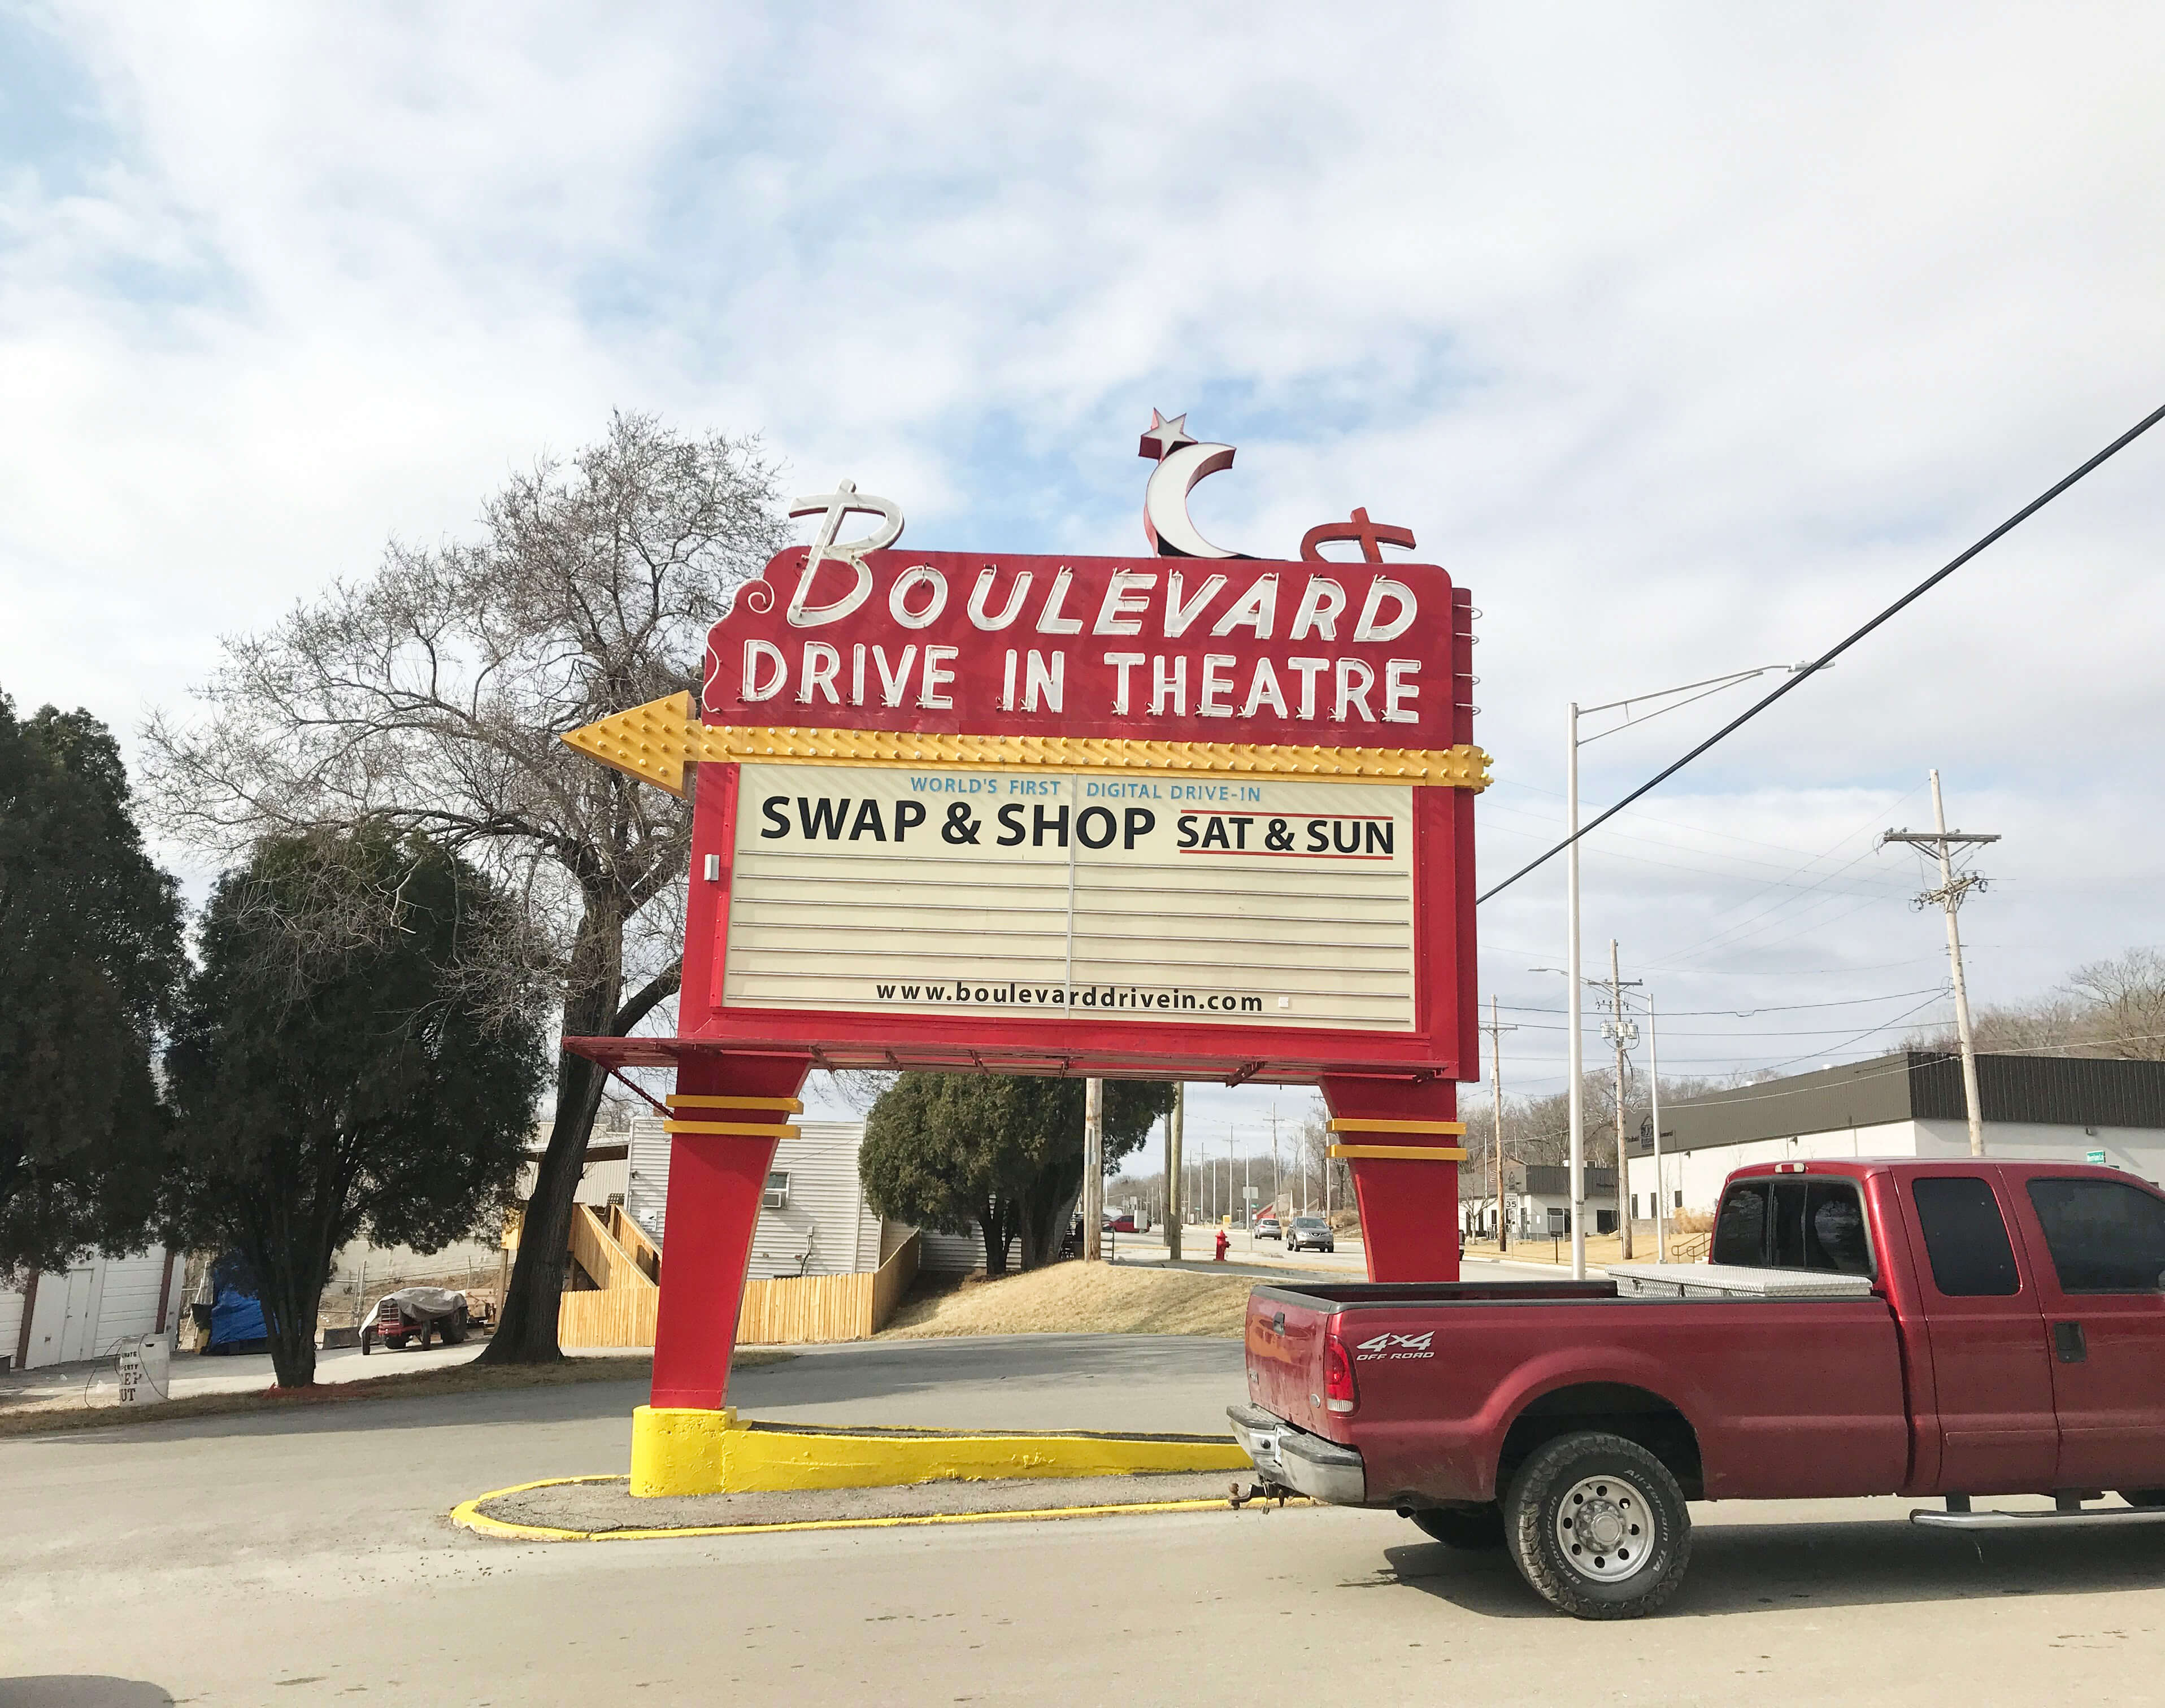 BOULEVARD
DRIVE IN THEATRE
WORLD'S FIRST DIGITAL DRIVE-IN
SWAP & SHOP SAT & SUN
www.boulevarddrivein.com
35
4x4
OFF ROAD